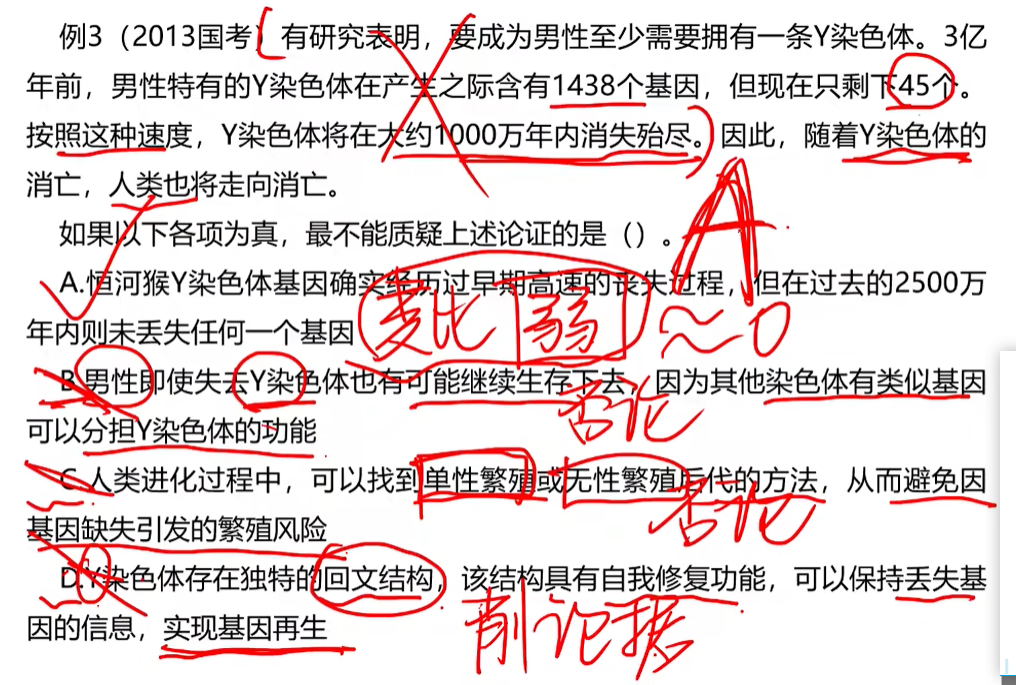 例3（2013国考）有研究表明，要成为男性至少需要拥有一条Y染色体。3亿
年前，男性特有的Y染色体在产生之际含有1438个基因，但现在只剩下45个。
按照这种速度，Y染色体将在大约1000万年内消失殆尽。因此，随着Y染色体的
消亡，人类也将走向消亡。
A
如果以下各项为真，最不能质疑上述论证的是（）。
A.恒河猴Y染色体基因确实经历过早期高速的丧失过程，但在过去的2500万
年内则未丢失任何一个基因
类比 弱 ≈0
B.男性即使失去Y染色体也有可能继续生存下去，因为其他染色体有类似基因
可以分担Y染色体的功能
否论
C.人类进化过程中，可以找到单性繁殖或无性繁殖后代的方法，从而避免因
基因缺失引发的繁殖风险
否论
D.Y染色体存在独特的回文结构，该结构具有自我修复功能，可以保持丢失基
因的信息，实现基因再生
削论据